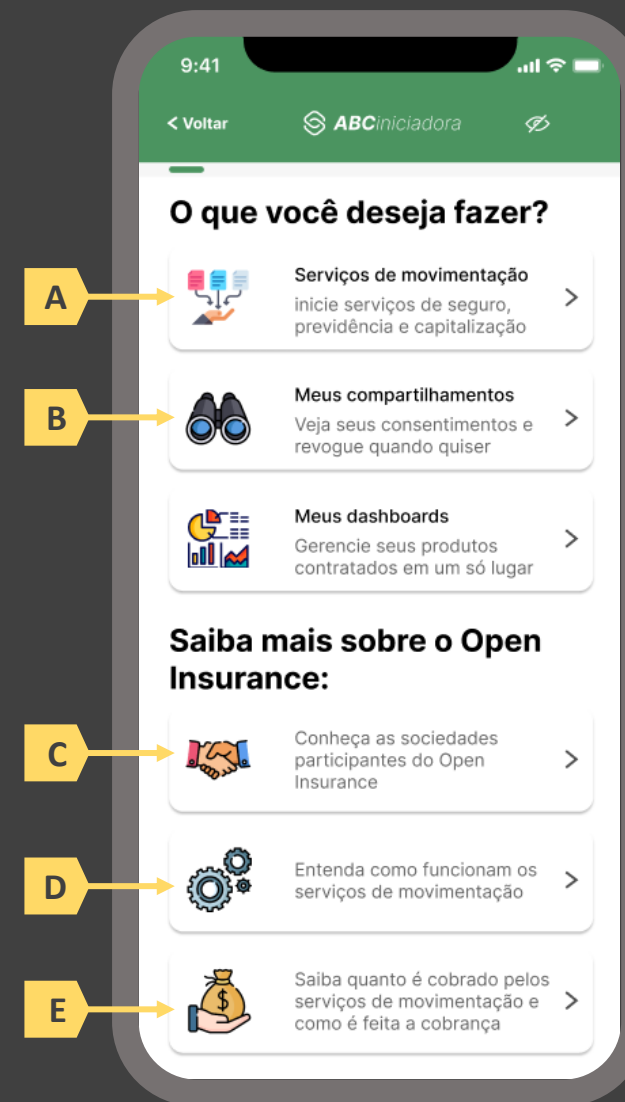 9:41
< Voltar ABCiniciadora
O que você deseja fazer?
A
Serviços de movimentação
inicie serviços de seguro,
previdência e capitalização
B
Meus compartilhamentos
Veja seus consentimentos e
revogue quando quiser
Meus dashboards
Gerencie seus produtos
contratados em um só lugar
Saiba mais sobre o Open
Insurance:
C
Conheça as sociedades
participantes do Open
Insurance
D
Entenda como funcionam os
serviços de movimentação
E
$
Saiba quanto é cobrado pelos
serviços de movimentação e
como é feita a cobrança